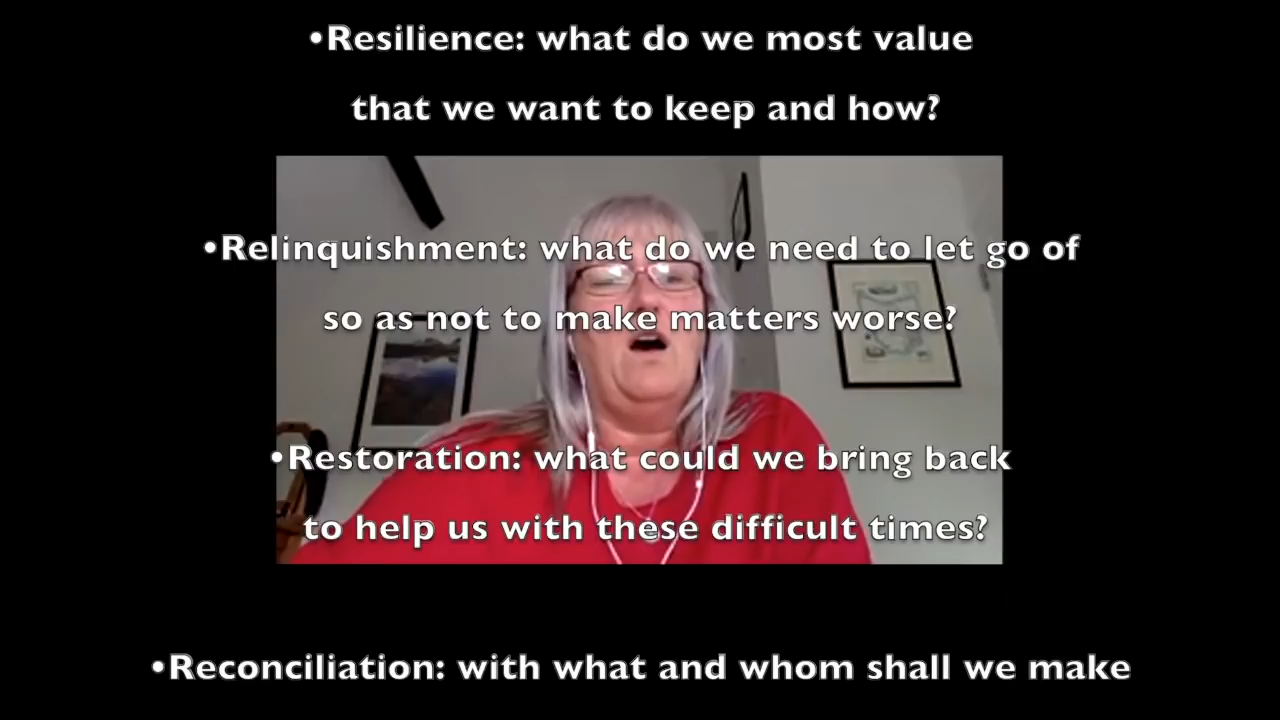 •Resilience: what do we most value
that we want to keep and how?
•Relinquishment: what do we need to let go of
so as not to make matters worse?
•Restoration: what could we bring back
to help us with these difficult times?
•Reconciliation: with what and whom shall we make